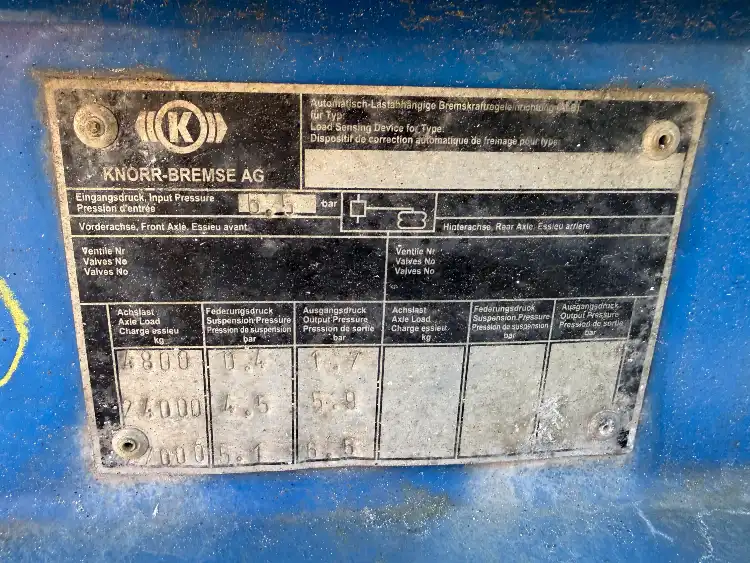 Automatisch-Lastabhängige Bremskraftregeleinrichtung (ALB)
für Typ:
Load Sensing Device for Type:
Dispositif de correction automatique de freinage pour type:
K
KNORR-BREMSE AG
Eingangsdruck, Input Pressure 6.5 bar
Pression d'entrée
Vorderachse, Front Axle, Essieu avant
Hinterachse, Rear Axle, Essieu arriere
Ventile Nr
Valves No
Valves No
Ventile Nr
Valves No
Valves No
Achslast
Axle Load
Charge essieu
kg
Federungsdruck
Suspension Pressure
Pression de suspension
bar
Ausgangsdruck
Output Pressure
Pression de sortie
bar
Achslast
Axle Load
Charge essieu
kg
Federungsdruck
Suspension Pressure
Pression de suspension
bar
Ausgangsdruck
Output Pressure
Pression de sortie
bar
4800 0.4 1.7
24000 4.5 5.9
5.1 6.5